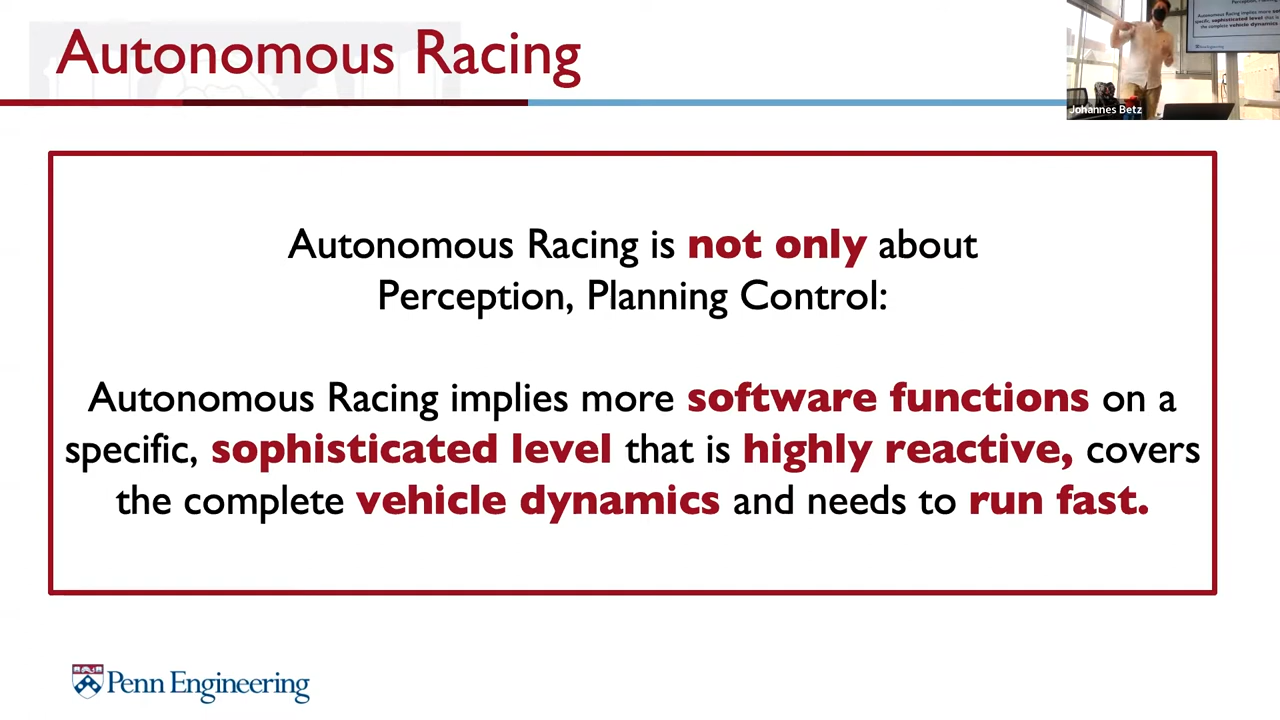 Autonomous Racing
Johannes Betz
Autonomous Racing is not only about
Perception, Planning Control:
Autonomous Racing implies more software functions on a
specific, sophisticated level that is highly reactive, covers
the complete vehicle dynamics and needs to run fast.
Penn Engineering